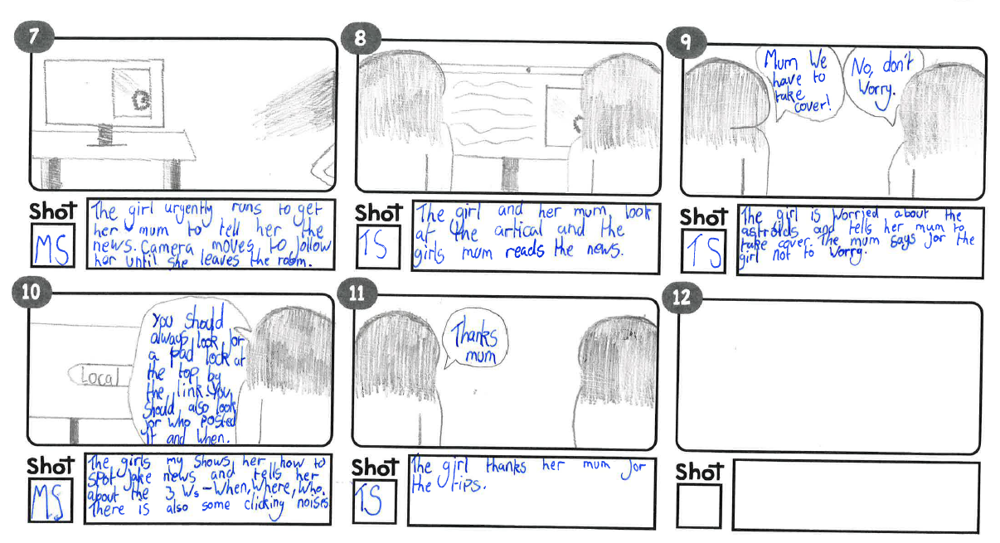 7
Shot
MS
The girl urgently runs to get
her mum to tell her the
news. Camera moves to follow
her until she leaves the room.
8
Shot
TS
The girl and her mum look
at the artical and the
girls mum reads the news.
9
Mum We
have to
take
cover!
No, don't
Worry.
Shot
TS
The girl is worried about the
astroids and tells her mum to
take cover. The mum says for the
girl not to worry.
10
Local
You should
always look for
a pad lock at
the top by
the link. You
should also look
for who posted
it and when.
Shot
MS
The girls my shows her how to
spot fake news and tells her
about the 3 Ws - When, Where, Who.
There is also some clicking noises
11
Thanks
mum
Shot
TS
The girl thanks her mum for
the tips.
12
Shot